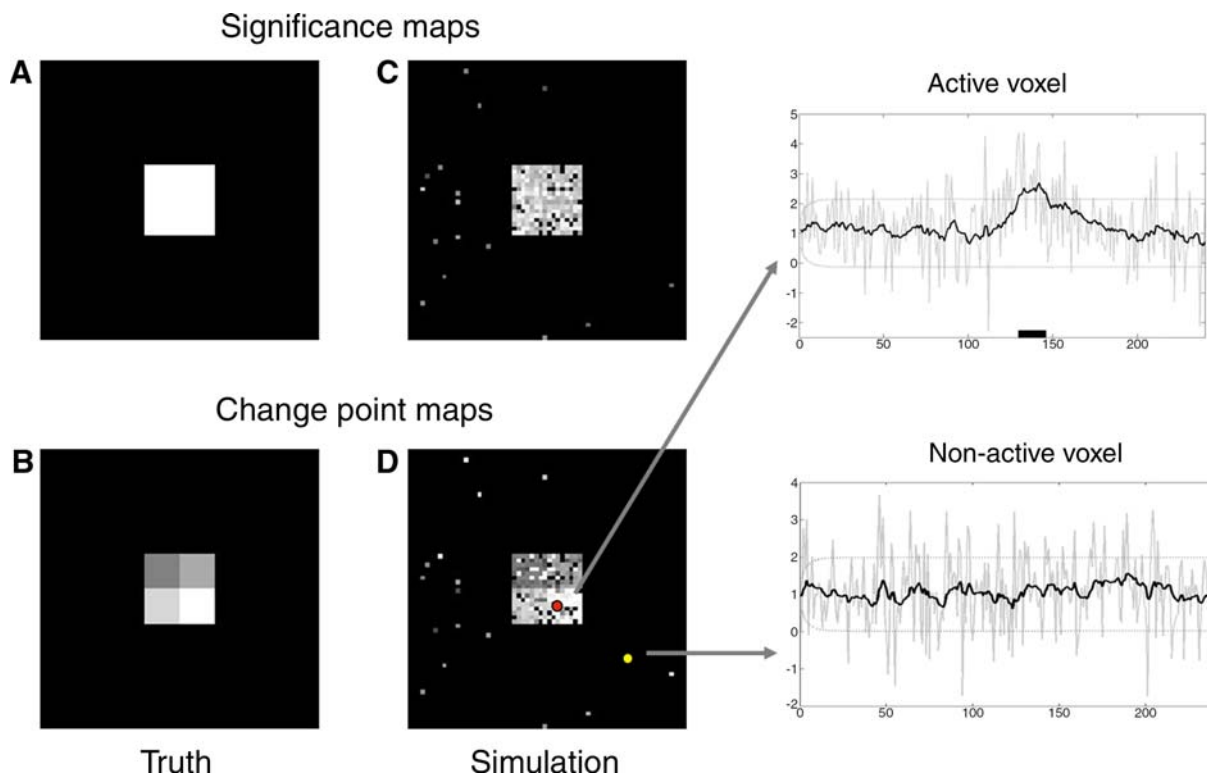 Significance maps
A
C
Active voxel
5
4
3
2
1
0
-1
-2
0 50 100 150 200
Change point maps
B
D
Non-active voxel
4
3
2
1
0
-1
-2
0 50 100 150 200
Truth
Simulation